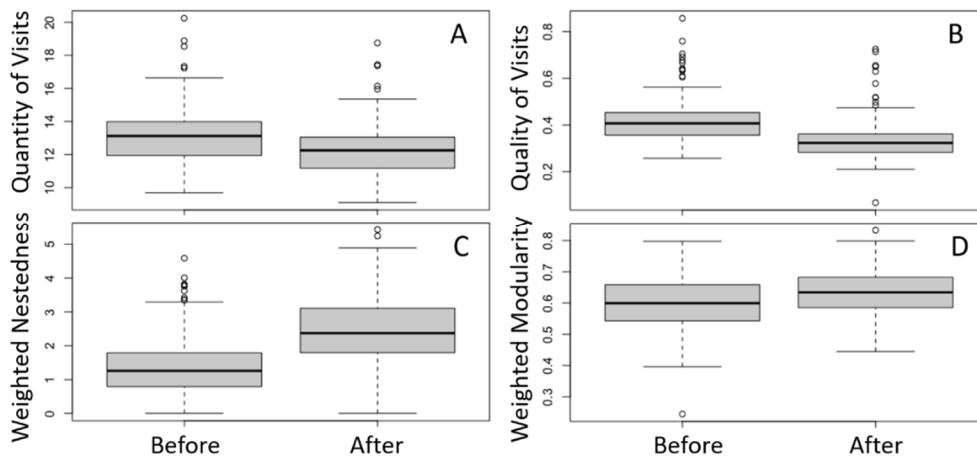 Quantity of Visits
20
18
16
14
12
10
A
Quality of Visits
0.8
0.6
0.4
0.2
B
Weighted Nestedness
5
4
3
2
1
0
C
Before
After
Weighted Modularity
0.8
0.7
0.6
0.5
0.4
0.3
D
Before
After